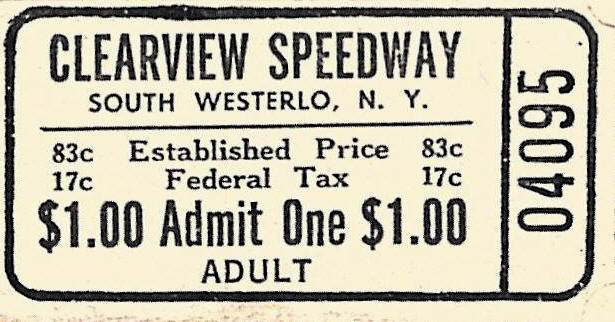 CLEARVIEW SPEEDWAY
SOUTH WESTERLO, N. Y.
83c Established Price 83c
17c Federal Tax 17c
$1.00 Admit One $1.00
ADULT
04095